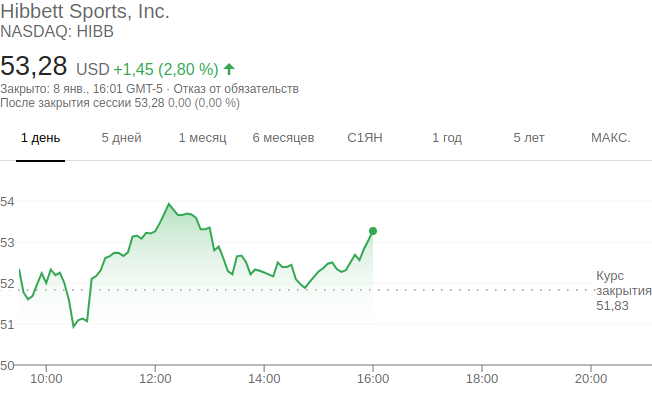 Hibbett Sports, Inc.
NASDAQ: HIBB
53,28 USD +1,45 (2,80 %)
Закрыто: 8 янв., 16:01 GMT-5 · Отказ от обязательств
После закрытия сессии 53,28 0,00 (0,00 %)
1 день 5 дней 1 месяц 6 месяцев С1ЯН 1 год 5 лет МАКС.
54
53
52
51
50
Курс
закрытия
51,83
10:00 12:00 14:00 16:00 18:00 20:00